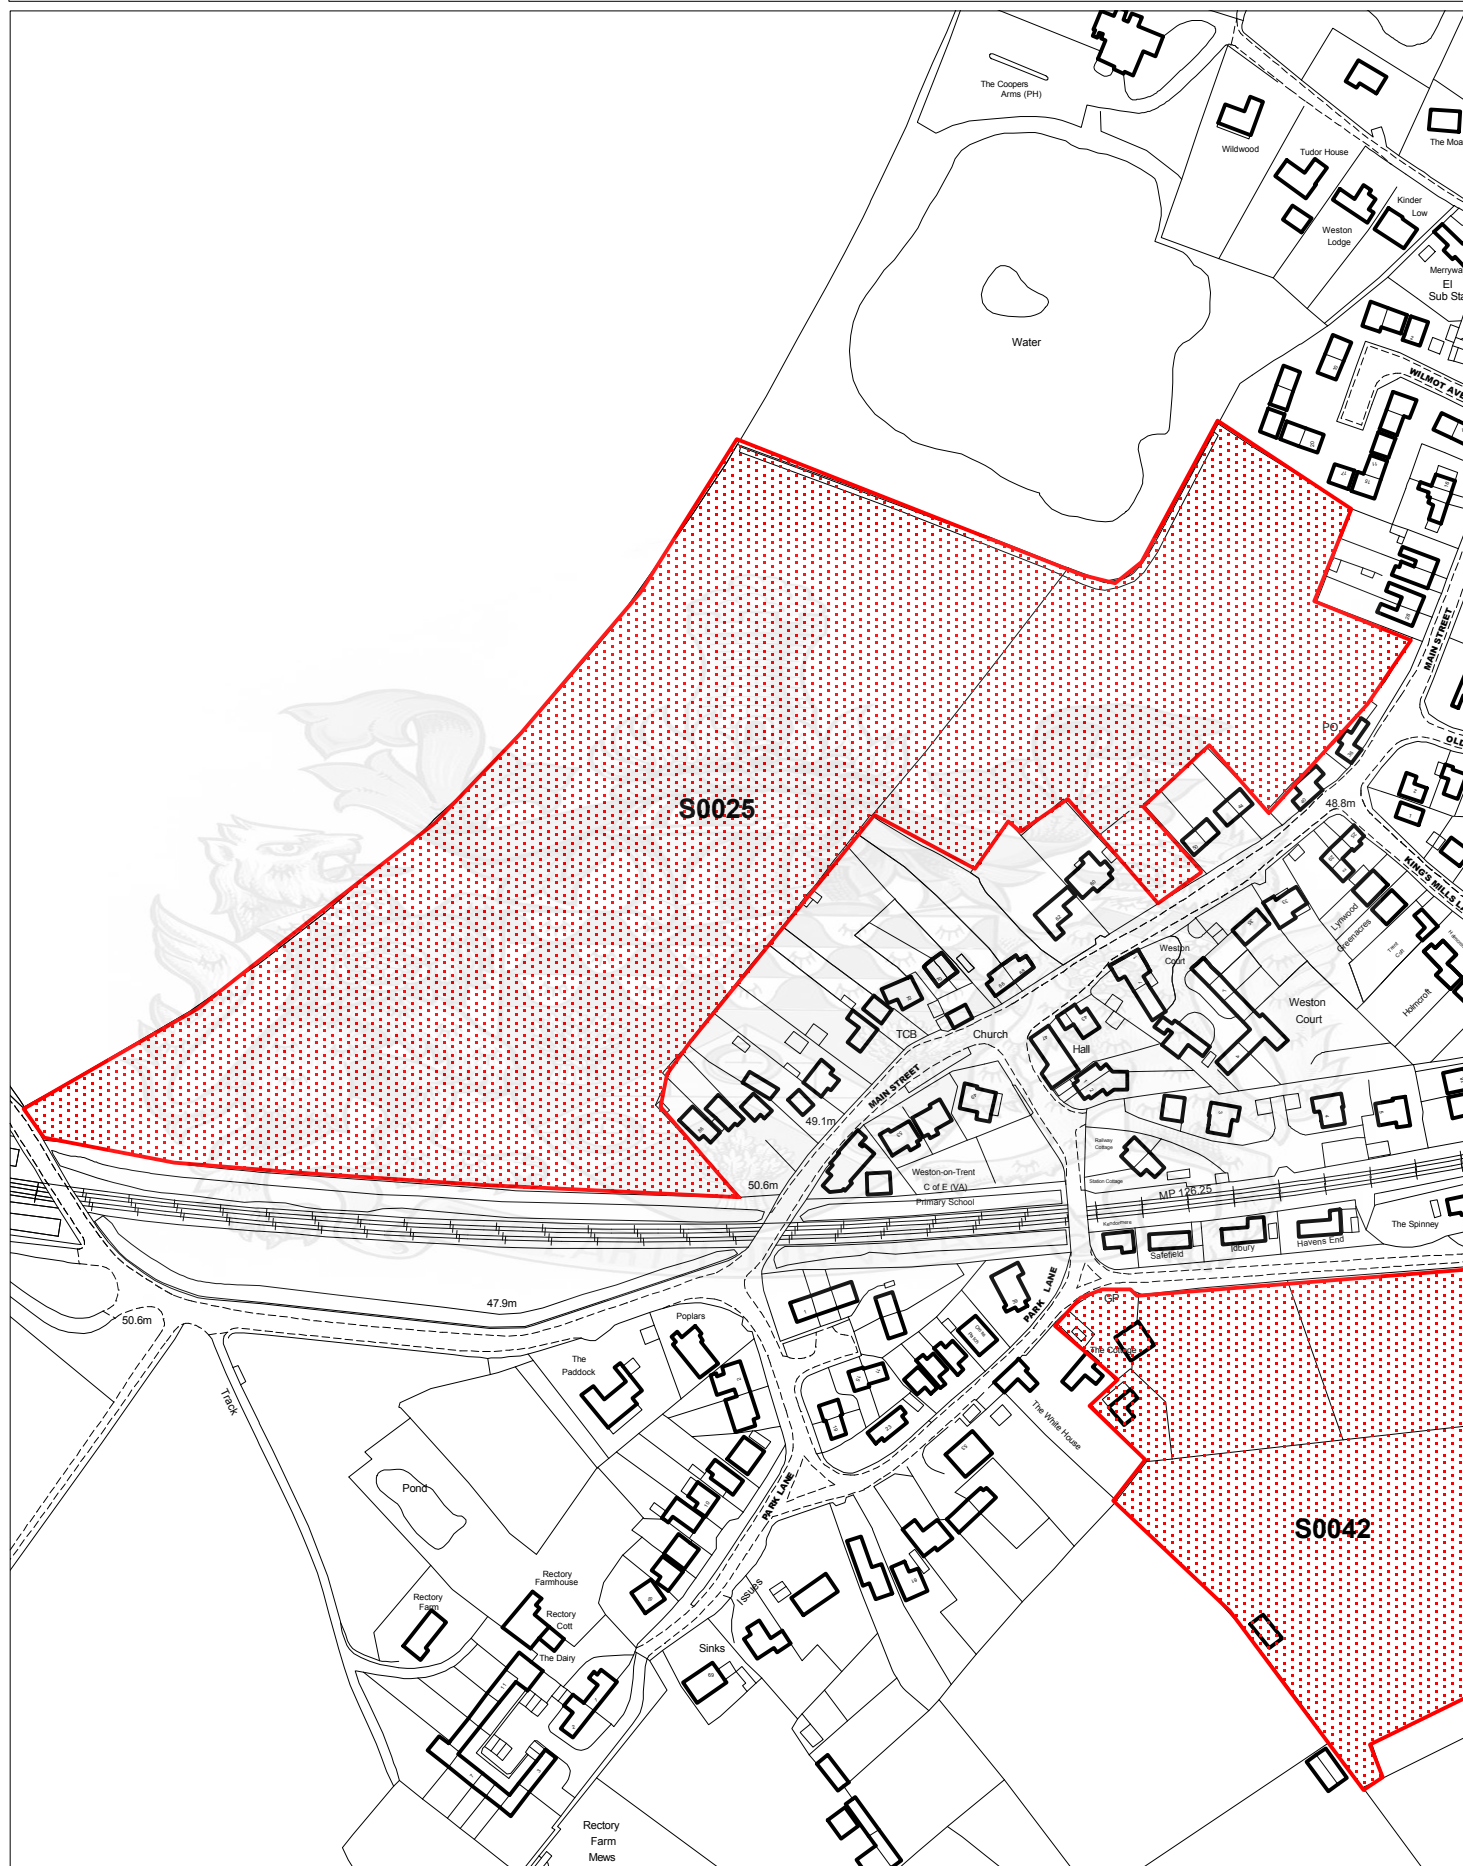 The Coopers
Arms (PH)
Wildwood
Tudor House
The Moa
Kinder
Low
Weston
Lodge
Merrywa
El
Sub Sta
Water
WILMOT AVE
MAIN STREET
PO
OLD
S0025
48.8m
KING'S MILLS L
Lynwood
Greenacres
Trent
Holmcroft
Weston
Court
Weston
Court
TCB
Church
Hall
MAIN STREET
49.1m
Railway
Cottage
Station Cottage
Weston-on-Trent
C of E (VA)
Primary School
50.6m
MP 126.25
Safefield
Idbury
Havens End
The Spinney
47.9m
50.6m
Poplars
PARK LANE
GP
The Cottage
The
Paddock
The White House
Track
Pond
PARK LANE
S0042
Issues
Sinks
Rectory
Farmhouse
Rectory
Farm
Rectory
Cott
The Dairy
Rectory
Farm
Mews